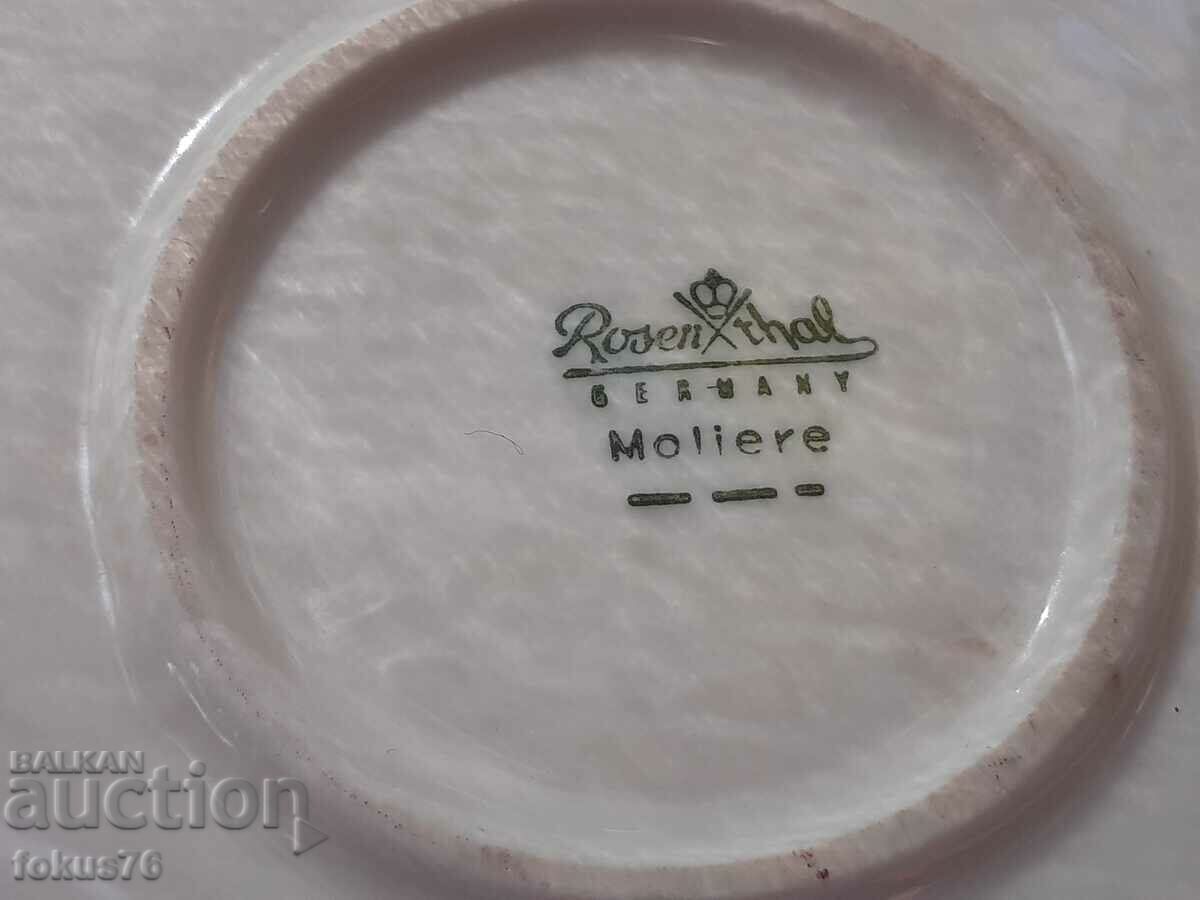 Rosenthal
GERMANY
Moliere
BALKAN
auction
fokus76